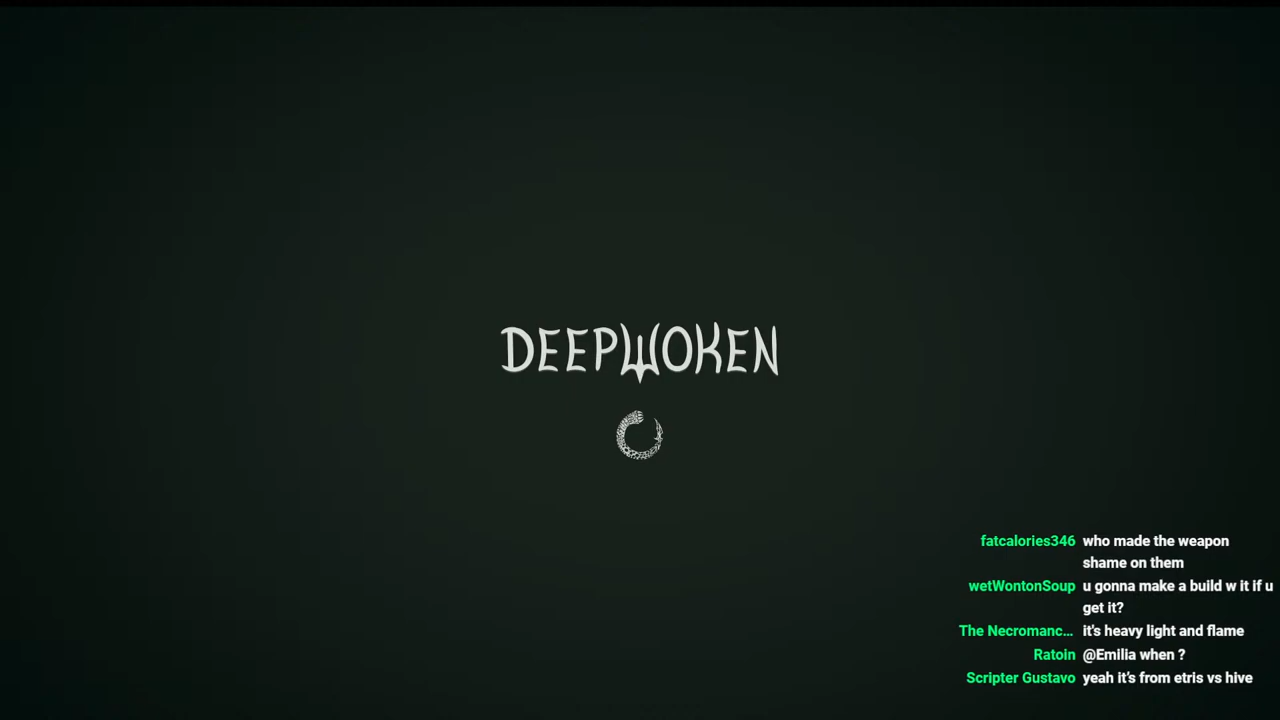 DEEPWOKEN
fatcalories346 who made the weapon
shame on them
wetWontonSoup u gonna make a build w it if u
get it?
The Necromanc... it's heavy light and flame
Ratoin @Emilia when ?
Scripter Gustavo yeah it's from etris vs hive